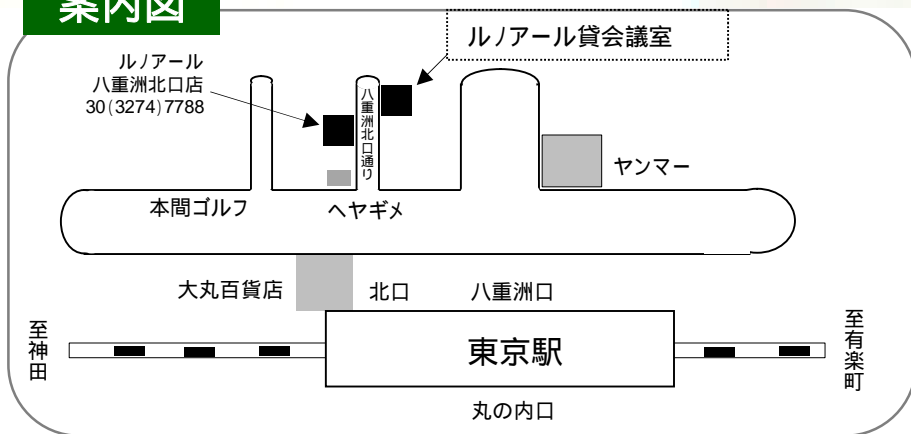 案内図
ルノアール貸会議室
ルノアール
八重洲北口店
30(3274)7788
八重洲北口通り
ヤンマー
本間ゴルフ
ヘヤギメ
大丸百貨店
北口
八重洲口
至神田
東京駅
至有楽町
丸の内口